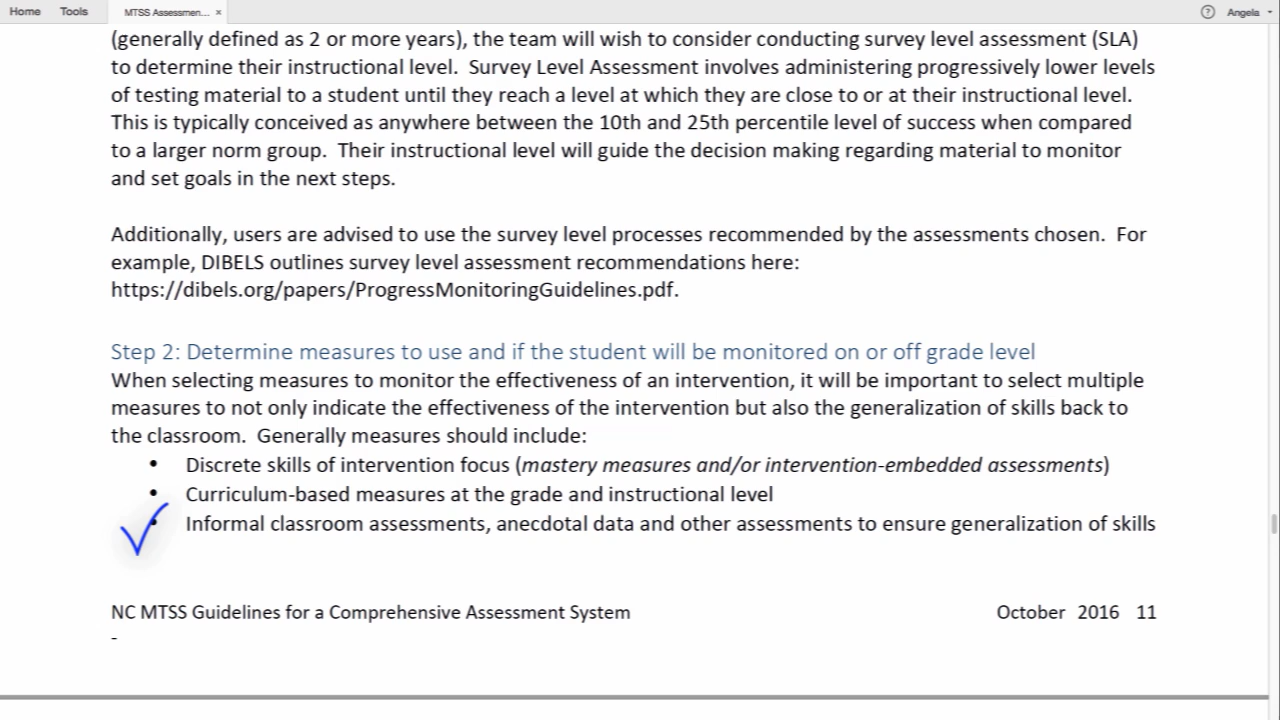 Home Tools MTSS Assessmen... × ? Angela
(generally defined as 2 or more years), the team will wish to consider conducting survey level assessment (SLA)
to determine their instructional level. Survey Level Assessment involves administering progressively lower levels
of testing material to a student until they reach a level at which they are close to or at their instructional level.
This is typically conceived as anywhere between the 10th and 25th percentile level of success when compared
to a larger norm group. Their instructional level will guide the decision making regarding material to monitor
and set goals in the next steps.
Additionally, users are advised to use the survey level processes recommended by the assessments chosen. For
example, DIBELS outlines survey level assessment recommendations here:
https://dibels.org/papers/ProgressMonitoringGuidelines.pdf.
Step 2: Determine measures to use and if the student will be monitored on or off grade level
When selecting measures to monitor the effectiveness of an intervention, it will be important to select multiple
measures to not only indicate the effectiveness of the intervention but also the generalization of skills back to
the classroom. Generally measures should include:
• Discrete skills of intervention focus (mastery measures and/or intervention-embedded assessments)
• Curriculum-based measures at the grade and instructional level
• Informal classroom assessments, anecdotal data and other assessments to ensure generalization of skills
NC MTSS Guidelines for a Comprehensive Assessment System October 2016 11
-